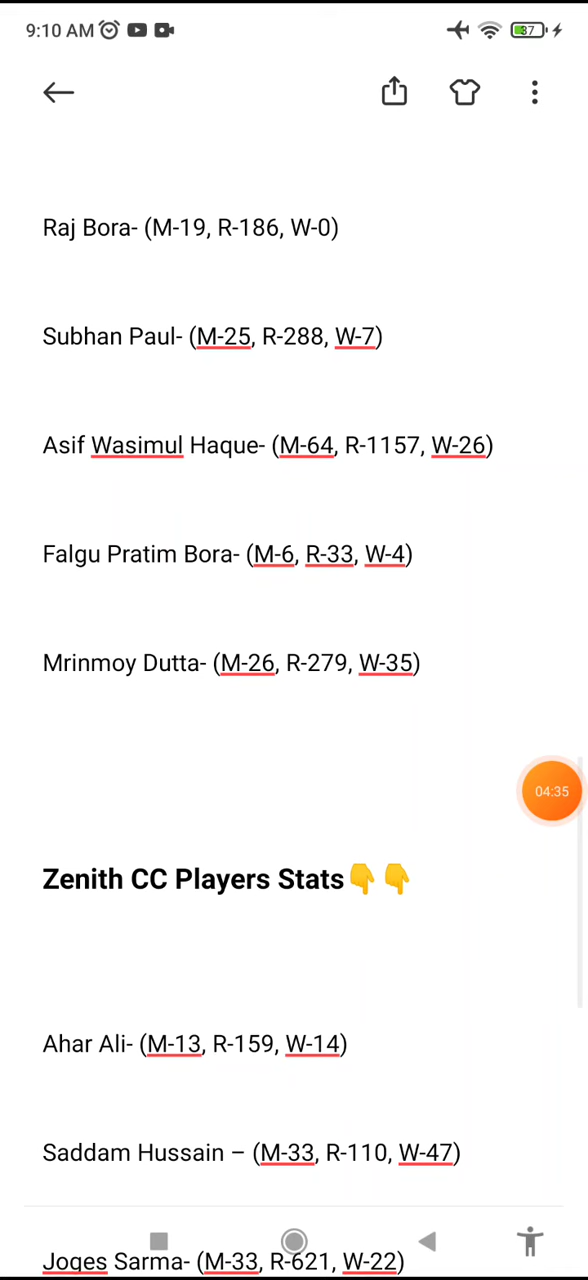 9:10 AM
37
Raj Bora- (M-19, R-186, W-0)
Subhan Paul- (M-25, R-288, W-7)
Asif Wasimul Haque- (M-64, R-1157, W-26)
Falgu Pratim Bora- (M-6, R-33, W-4)
Mrinmoy Dutta- (M-26, R-279, W-35)
04:35
Zenith CC Players Stats👇👇
Ahar Ali- (M-13, R-159, W-14)
Saddam Hussain – (M-33, R-110, W-47)
Joges Sarma- (M-33, R-621, W-22)